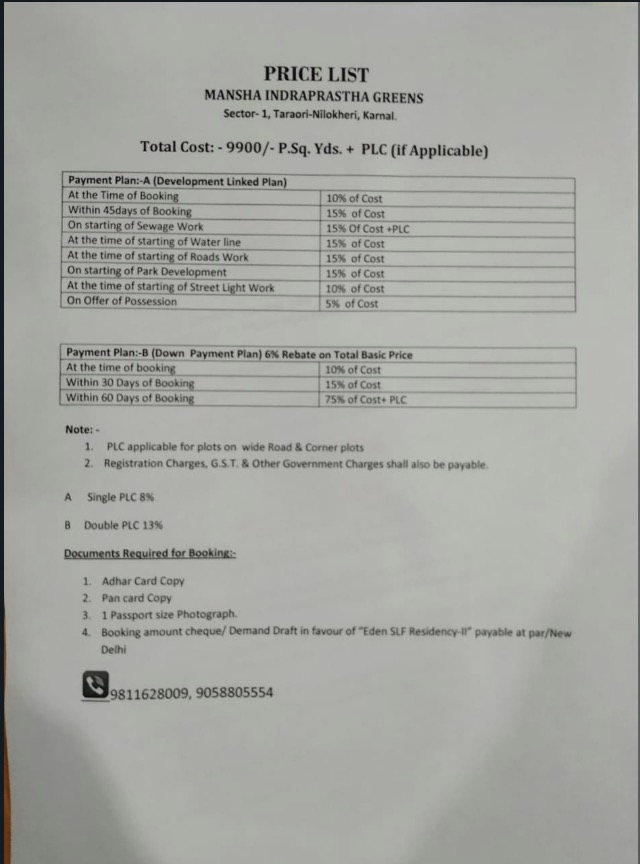 PRICE LIST
MANSHA INDRAPRASTHA GREENS
Sector- 1, Taraori-Nilokheri, Karnal.
Total Cost: - 9900/- P.Sq. Yds. + PLC (if Applicable)
Payment Plan:-A (Development Linked Plan)
At the Time of Booking 10% of Cost
Within 45days of Booking 15% of Cost
On starting of Sewage Work 15% Of Cost +PLC
At the time of starting of Water line 15% of Cost
At the time of starting of Roads Work 15% of Cost
On starting of Park Development 15% of Cost
At the time of starting of Street Light Work 10% of Cost
On Offer of Possession 5% of Cost
Payment Plan:-B (Down Payment Plan) 6% Rebate on Total Basic Price
At the time of booking 10% of Cost
Within 30 Days of Booking 15% of Cost
Within 60 Days of Booking 75% of Cost+ PLC
Note: -
1. PLC applicable for plots on wide Road & Corner plots
2. Registration Charges, G.S.T. & Other Government Charges shall also be payable.
A Single PLC 8%
B Double PLC 13%
Documents Required for Booking:-
1. Adhar Card Copy
2. Pan card Copy
3. 1 Passport size Photograph.
4. Booking amount cheque/ Demand Draft in favour of "Eden SLF Residency-II" payable at par/New
Delhi
9811628009, 9058805554